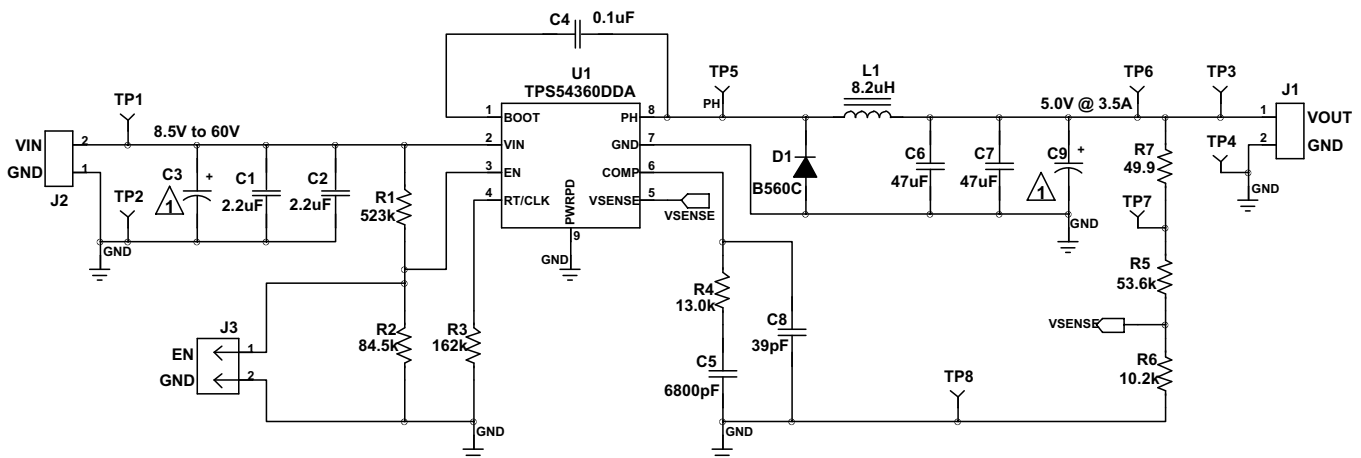 C4
0.1uF
U1
TPS54360DDA
TP5
L1
8.2uH
TP6
TP3
J1
TP1
1 BOOT
PH 8
PH
5.0V @ 3.5A
1 VOUT
2 GND
VIN 2
GND 1
J2
8.5V to 60V
2 VIN
GND 7
3 EN
COMP 6
4 RT/CLK
VSENSE 5
VSENSE
PWRPD
9
GND
TP2
C3
+
1
C1
2.2uF
C2
2.2uF
R1
523k
GND
D1
B560C
C6
47uF
C7
47uF
C9
+
1
GND
R7
49.9
TP4
GND
TP7
R5
53.6k
VSENSE
R6
10.2k
J3
EN 1
GND 2
R2
84.5k
R3
162k
GND
R4
13.0k
C8
39pF
C5
6800pF
TP8
GND